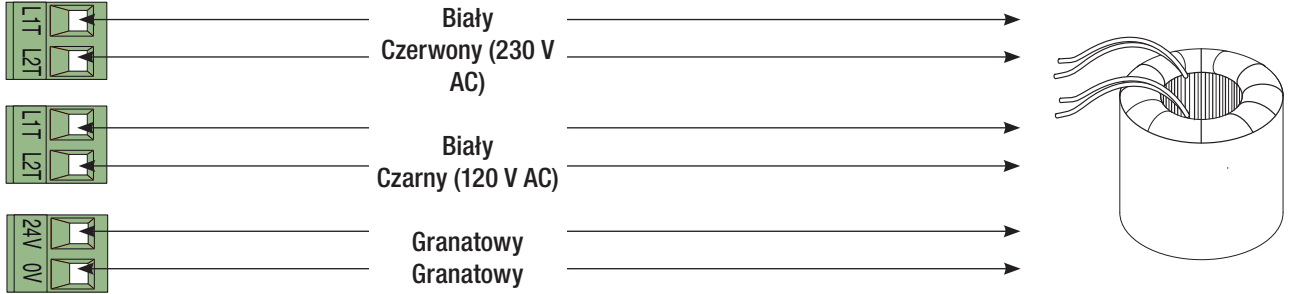 L1T
Biały
L2T
Czerwony (230 V
AC)
L1T
Biały
L2T
Czarny (120 V AC)
24V
Granatowy
0V
Granatowy